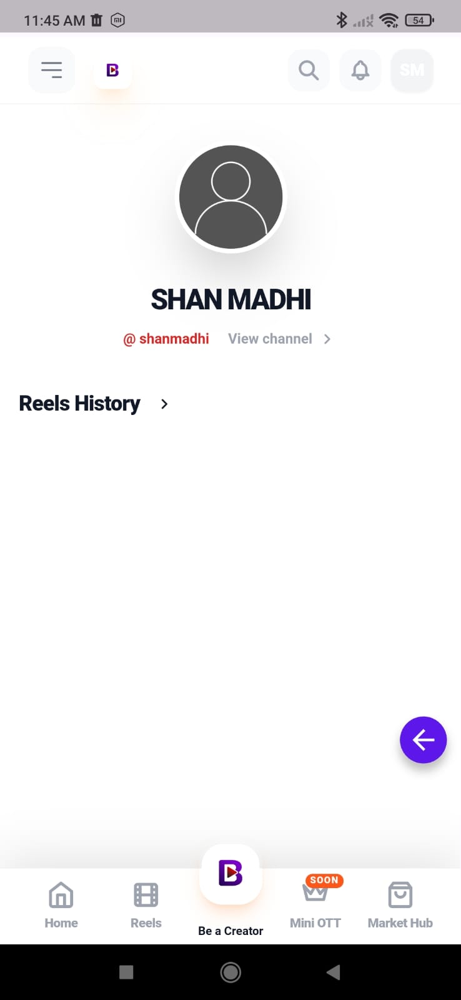 11:45 AM
54
SM
SHAN MADHI
@ shanmadhi View channel
Reels History
SOON
Home
Reels
Be a Creator
Mini OTT
Market Hub